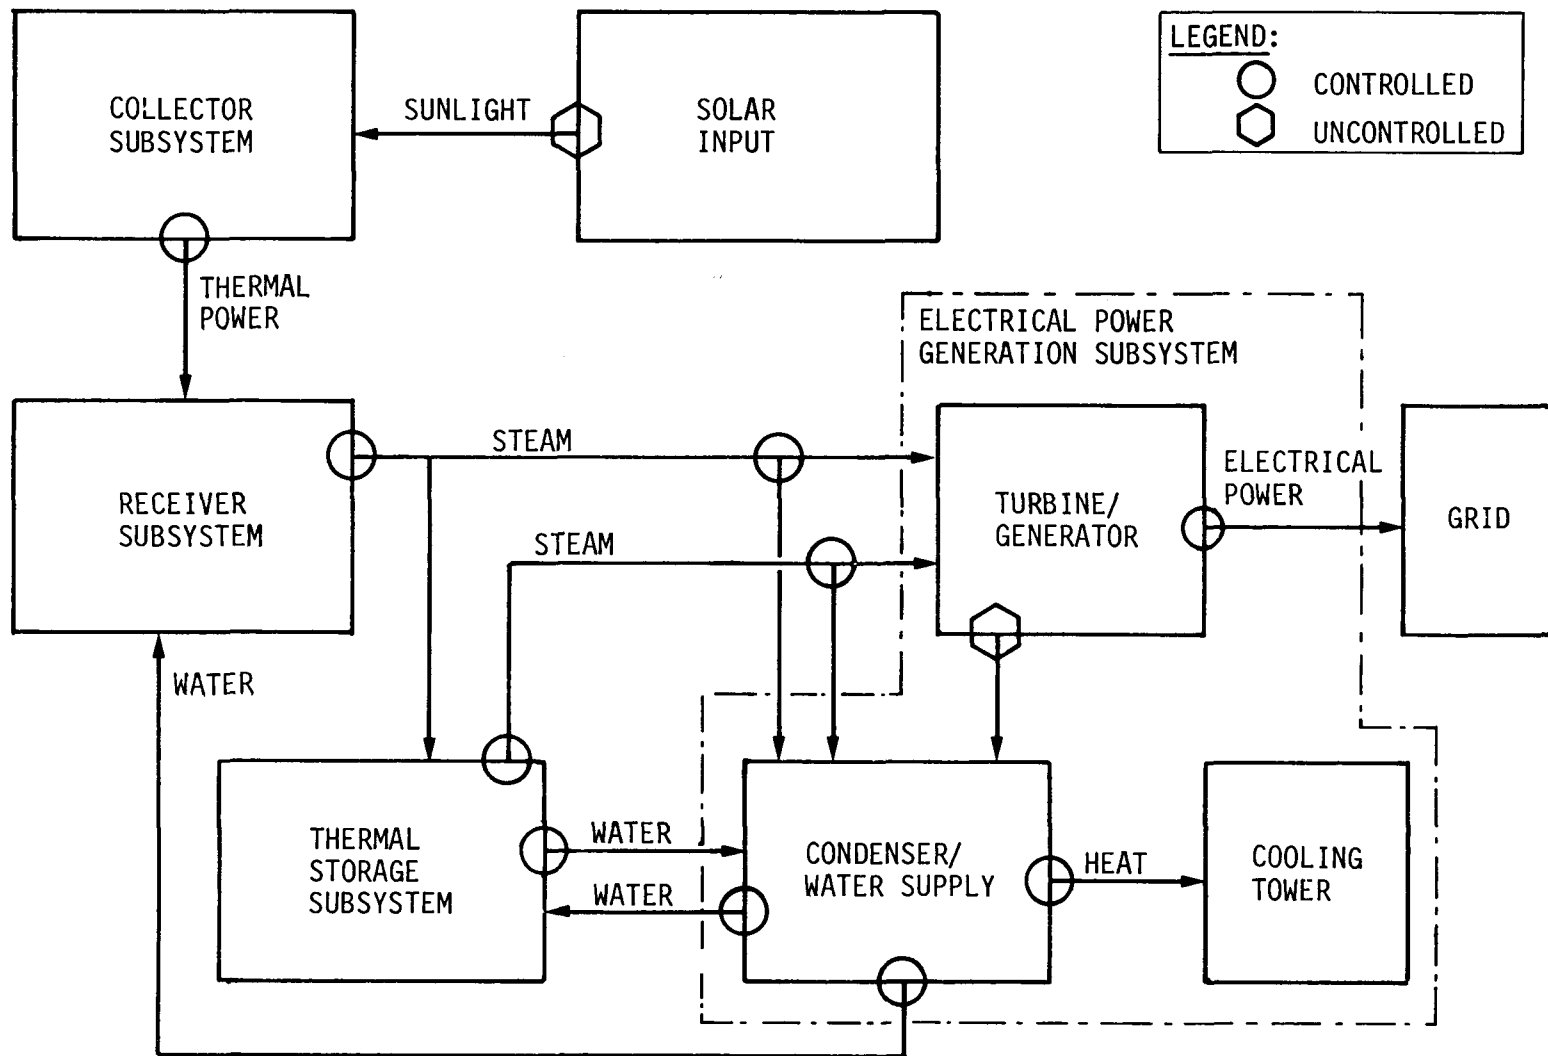 COLLECTOR
SUBSYSTEM
SUNLIGHT
SOLAR
INPUT
LEGEND:
CONTROLLED
UNCONTROLLED
THERMAL
POWER
ELECTRICAL POWER
GENERATION SUBSYSTEM
RECEIVER
SUBSYSTEM
STEAM
STEAM
TURBINE/
GENERATOR
ELECTRICAL
POWER
GRID
WATER
THERMAL
STORAGE
SUBSYSTEM
WATER
WATER
CONDENSER/
WATER SUPPLY
HEAT
COOLING
TOWER